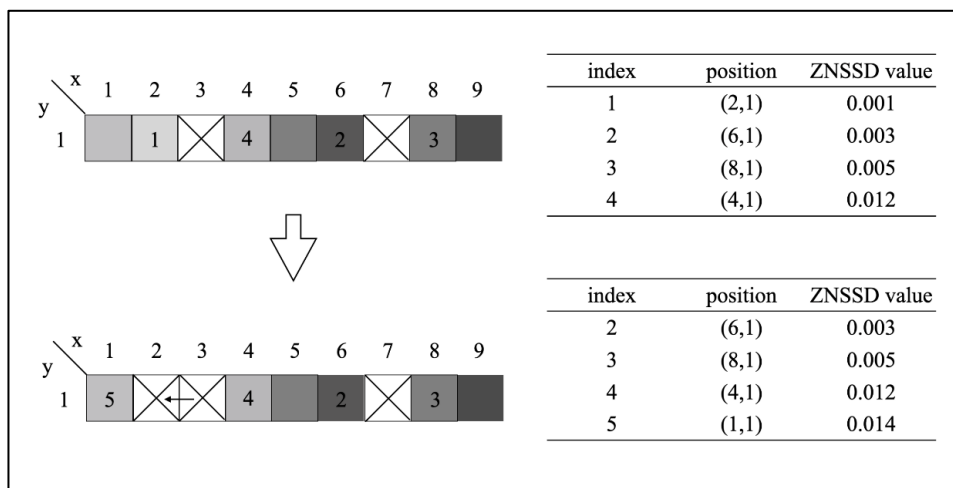 x
1 2 3 4 5 6 7 8 9
y
1 1 4 2 3
index position ZNSSD value
1 (2,1) 0.001
2 (6,1) 0.003
3 (8,1) 0.005
4 (4,1) 0.012
x
1 2 3 4 5 6 7 8 9
y
1 5 4 2 3
index position ZNSSD value
2 (6,1) 0.003
3 (8,1) 0.005
4 (4,1) 0.012
5 (1,1) 0.014